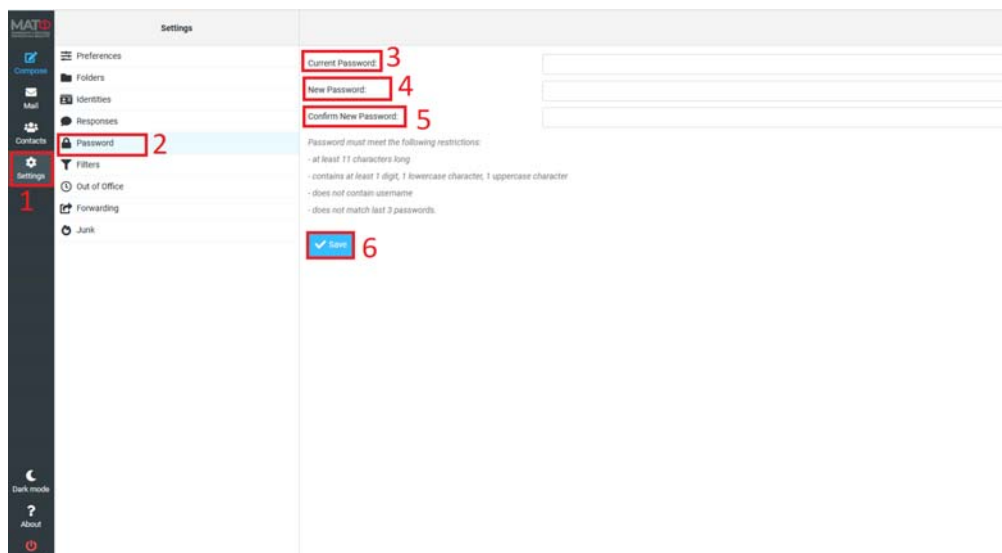 MAT
Settings
Compose
Mail
Contacts
Settings
1
Dark mode
?
About
Preferences
Folders
Identities
Responses
Password
2
Filters
Out of Office
Forwarding
Junk
Current Password:
3
New Password:
4
Confirm New Password:
5
Password must meet the following restrictions:
- at least 11 characters long
- contains at least 1 digit, 1 lowercase character, 1 uppercase character
- does not contain username
- does not match last 3 passwords.
Save
6